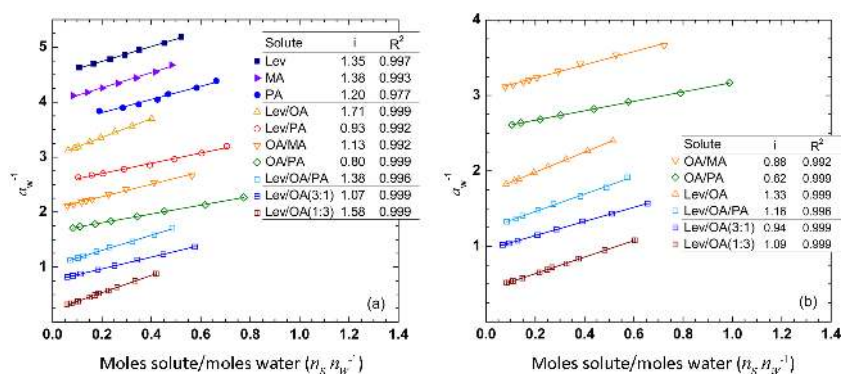 (a)
Solute i R²
Lev 1.35 0.997
MA 1.38 0.993
PA 1.20 0.977
Lev/OA 1.71 0.999
Lev/PA 0.93 0.992
OA/MA 1.13 0.992
OA/PA 0.80 0.999
Lev/OA/PA 1.38 0.996
Lev/OA(3:1) 1.07 0.999
Lev/OA(1:3) 1.58 0.999
5
4
3
2
1
a_w⁻¹
0.0 0.2 0.4 0.6 0.8 1.0 1.2 1.4
Moles solute/moles water (n_s n_w⁻¹)
(b)
Solute i R²
OA/MA 0.88 0.992
OA/PA 0.62 0.999
Lev/OA 1.33 0.999
Lev/OA/PA 1.16 0.996
Lev/OA(3:1) 0.94 0.999
Lev/OA(1:3) 1.09 0.999
4
3
2
1
0
a_w⁻¹
0.0 0.2 0.4 0.6 0.8 1.0 1.2 1.4
Moles solute/moles water (n_s n_w⁻¹)